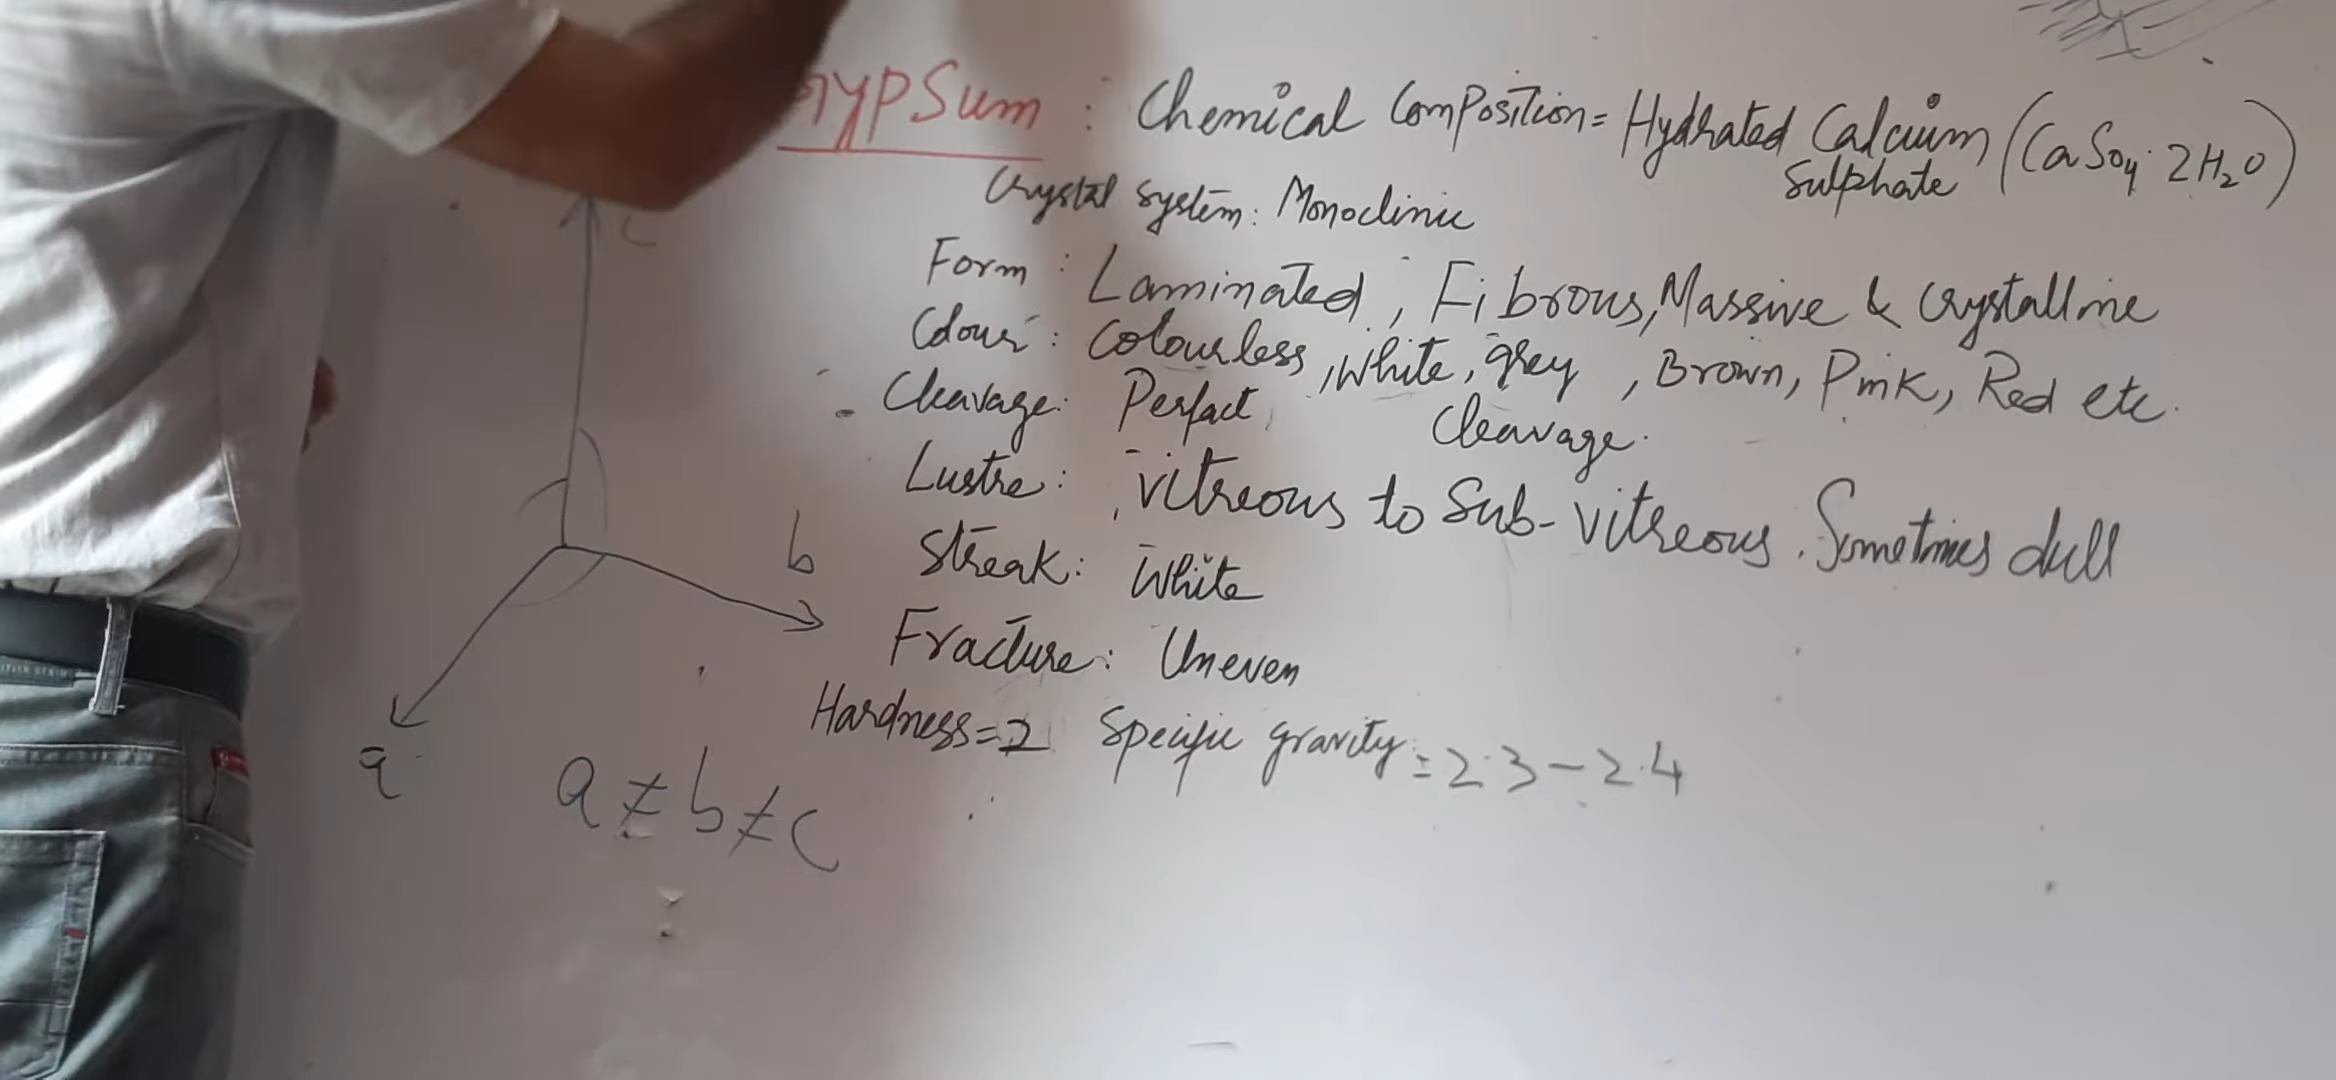 GypSum : Chemical Composition = Hydrated Calcium Sulphate (CaSO4·2H2O)
Crystal System : Monoclinic
Form : Laminated, Fibrous, Massive & Crystalline
Colour : Colourless, White, grey, Brown, Pink, Red etc.
Cleavage : Perfect Cleavage.
Lustre : Vitreous to Sub-vitreous. Sometimes dull
Streak : White
Fracture : Uneven
Hardness = 2 Specific gravity = 2.3 - 2.4
c
b
a
a ≠ b ≠ c